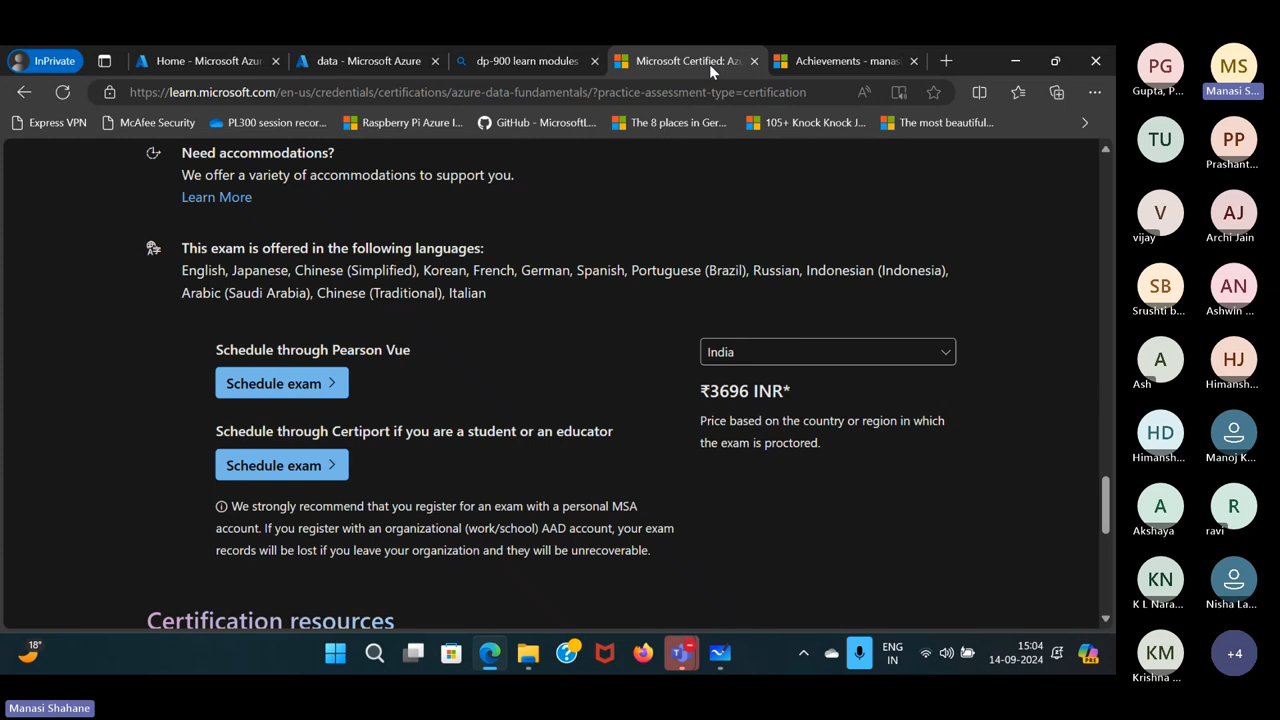 InPrivate
Home - Microsoft Azur
data - Microsoft Azure
dp-900 learn modules
Microsoft Certified: Az
Achievements - manas
https://learn.microsoft.com/en-us/credentials/certifications/azure-data-fundamentals/?practice-assessment-type=certification
Express VPN
McAfee Security
PL300 session recor...
Raspberry Pi Azure I...
GitHub - MicrosoftL...
The 8 places in Ger...
105+ Knock Knock J...
The most beautiful...
Need accommodations?
We offer a variety of accommodations to support you.
Learn More
This exam is offered in the following languages:
English, Japanese, Chinese (Simplified), Korean, French, German, Spanish, Portuguese (Brazil), Russian, Indonesian (Indonesia),
Arabic (Saudi Arabia), Chinese (Traditional), Italian
Schedule through Pearson Vue
Schedule exam
Schedule through Certiport if you are a student or an educator
Schedule exam
We strongly recommend that you register for an exam with a personal MSA
account. If you register with an organizational (work/school) AAD account, your exam
records will be lost if you leave your organization and they will be unrecoverable.
India
₹3696 INR*
Price based on the country or region in which
the exam is proctored.
Certification resources
18°
ENG
IN
15:04
14-09-2024
PRE
Manasi Shahane
PG
Gupta, P...
MS
Manasi S...
TU
PP
Prashant...
V
vijay
AJ
Archi Jain
SB
Srushti b...
AN
Ashwin ...
A
Ash
HJ
Himansh...
HD
Himansh...
Manoj K...
A
Akshaya
R
ravi
KN
K L Nara...
Nisha La...
KM
Krishna ...
+4